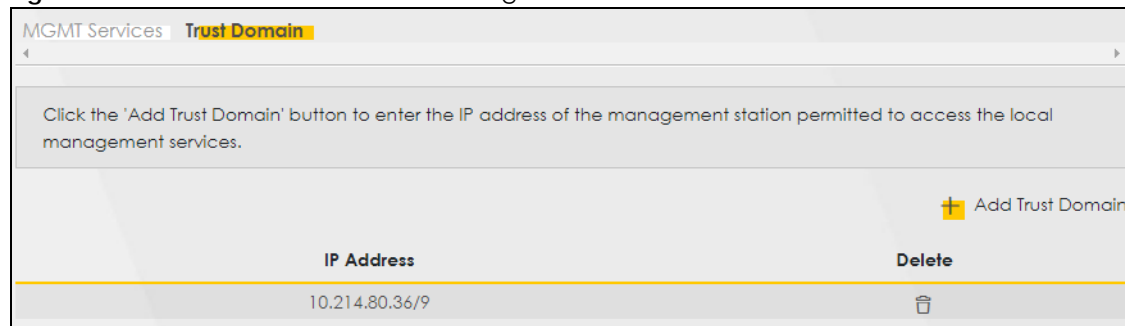 MGMT Services Trust Domain
Click the 'Add Trust Domain' button to enter the IP address of the management station permitted to access the local
management services.
+ Add Trust Domain
IP Address Delete
10.214.80.36/9